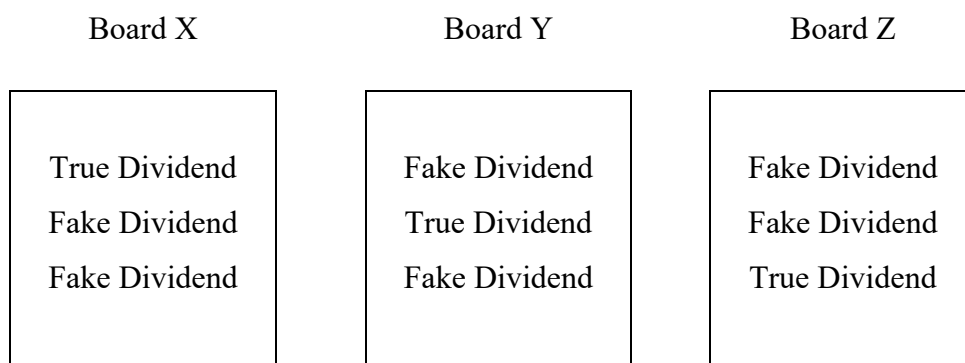 Board X Board Y Board Z
True Dividend Fake Dividend Fake Dividend
Fake Dividend True Dividend Fake Dividend
Fake Dividend Fake Dividend True Dividend